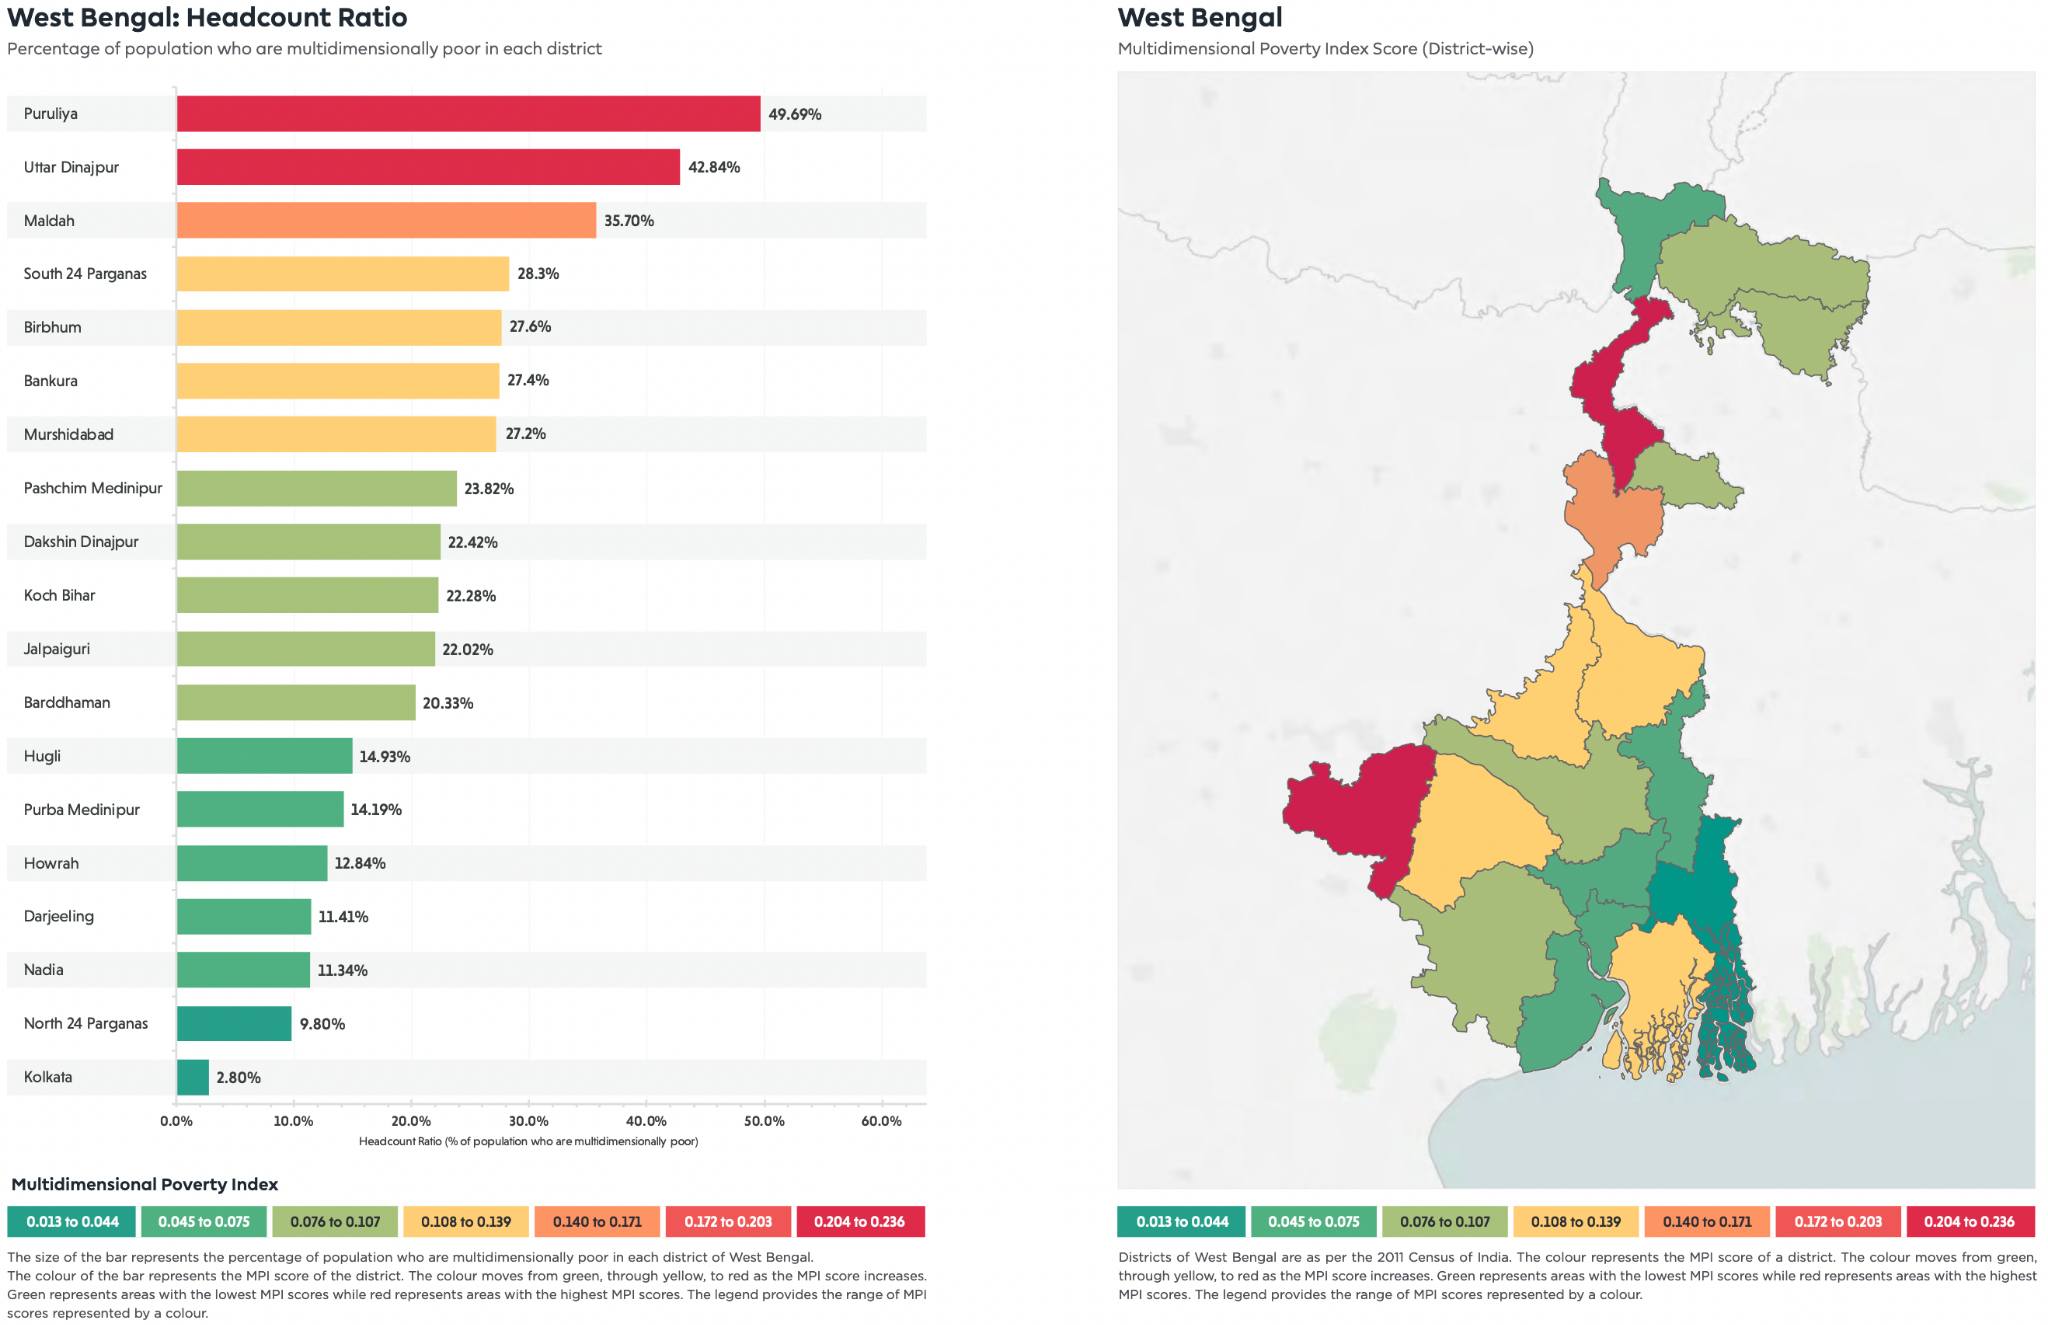 West Bengal: Headcount Ratio
Percentage of population who are multidimensionally poor in each district
Puruliya 49.69%
Uttar Dinajpur 42.84%
Maldah 35.70%
South 24 Parganas 28.3%
Birbhum 27.6%
Bankura 27.4%
Murshidabad 27.2%
Pashchim Medinipur 23.82%
Dakshin Dinajpur 22.42%
Koch Bihar 22.28%
Jalpaiguri 22.02%
Barddhaman 20.33%
Hugli 14.93%
Purba Medinipur 14.19%
Howrah 12.84%
Darjeeling 11.41%
Nadia 11.34%
North 24 Parganas 9.80%
Kolkata 2.80%
0.0% 10.0% 20.0% 30.0% 40.0% 50.0% 60.0%
Headcount Ratio (% of population who are multidimensionally poor)
Multidimensional Poverty Index
0.013 to 0.044 0.045 to 0.075 0.076 to 0.107 0.108 to 0.139 0.140 to 0.171 0.172 to 0.203 0.204 to 0.236
The size of the bar represents the percentage of population who are multidimensionally poor in each district of West Bengal.
The colour of the bar represents the MPI score of the district. The colour moves from green, through yellow, to red as the MPI score increases.
Green represents areas with the lowest MPI scores while red represents areas with the highest MPI scores. The legend provides the range of MPI
scores represented by a colour.
West Bengal
Multidimensional Poverty Index Score (District-wise)
0.013 to 0.044 0.045 to 0.075 0.076 to 0.107 0.108 to 0.139 0.140 to 0.171 0.172 to 0.203 0.204 to 0.236
Districts of West Bengal are as per the 2011 Census of India. The colour represents the MPI score of a district. The colour moves from green,
through yellow, to red as the MPI score increases. Green represents areas with the lowest MPI scores while red represents areas with the highest
MPI scores. The legend provides the range of MPI scores represented by a colour.